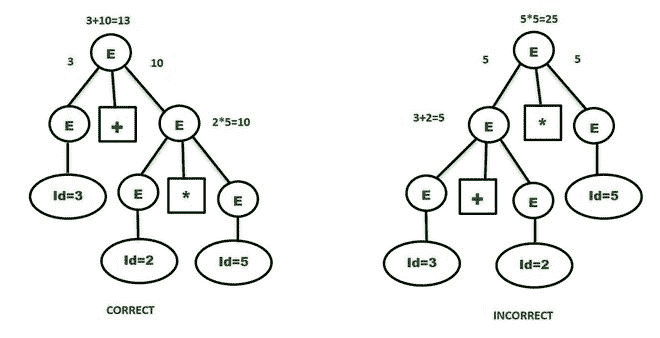 3+10=13
E
3
10
E
+
E
2*5=10
Id=3
E
*
E
Id=2
Id=5
CORRECT
5*5=25
E
5
5
3+2=5
E
*
E
E
+
E
Id=5
Id=3
Id=2
INCORRECT